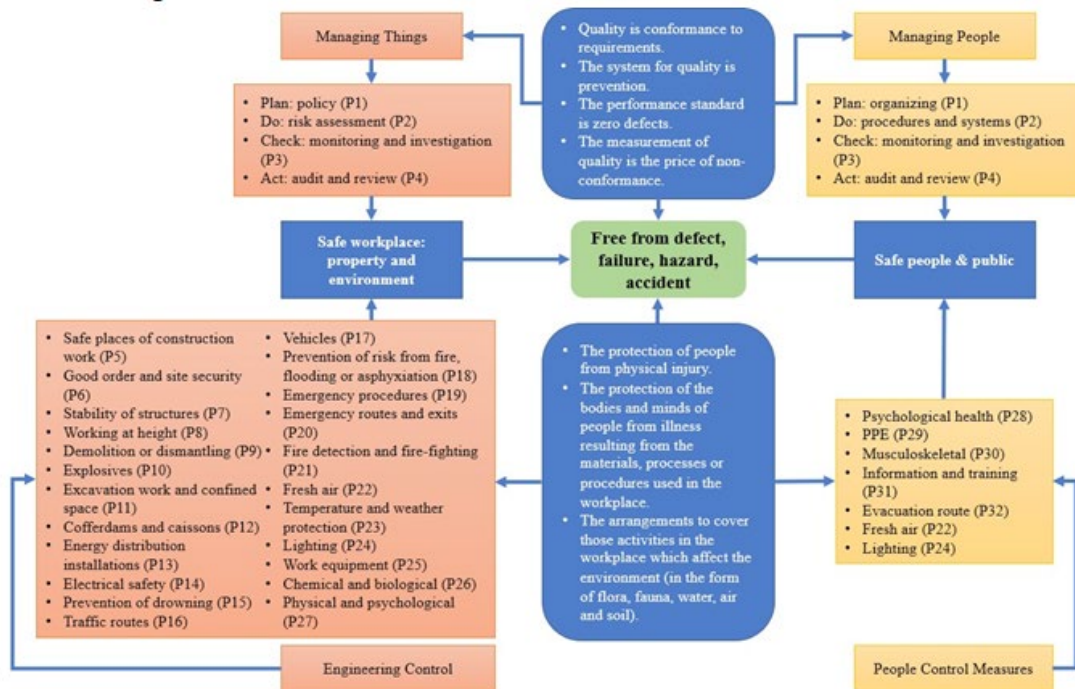 Managing Things
Quality is conformance to
requirements.
The system for quality is
prevention.
The performance standard
is zero defects.
The measurement of
quality is the price of non-
conformance.
Managing People
Plan: policy (P1)
Do: risk assessment (P2)
Check: monitoring and investigation
(P3)
Act: audit and review (P4)
Plan: organizing (P1)
Do: procedures and systems (P2)
Check: monitoring and investigation
(P3)
Act: audit and review (P4)
Safe workplace:
property and
environment
Free from defect,
failure, hazard,
accident
Safe people & public
Safe places of construction
work (P5)
Good order and site security
(P6)
Stability of structures (P7)
Working at height (P8)
Demolition or dismantling (P9)
Explosives (P10)
Excavation work and confined
space (P11)
Cofferdams and caissons (P12)
Energy distribution
installations (P13)
Electrical safety (P14)
Prevention of drowning (P15)
Traffic routes (P16)
Vehicles (P17)
Prevention of risk from fire,
flooding or asphyxiation (P18)
Emergency procedures (P19)
Emergency routes and exits
(P20)
Fire detection and fire-fighting
(P21)
Fresh air (P22)
Temperature and weather
protection (P23)
Lighting (P24)
Work equipment (P25)
Chemical and biological (P26)
Physical and psychological
(P27)
The protection of people
from physical injury.
The protection of the
bodies and minds of
people from illness
resulting from the
materials, processes or
procedures used in the
workplace.
The arrangements to cover
those activities in the
workplace which affect the
environment (in the form
of flora, fauna, water, air
and soil).
Psychological health (P28)
PPE (P29)
Musculoskeletal (P30)
Information and training
(P31)
Evacuation route (P32)
Fresh air (P22)
Lighting (P24)
Engineering Control
People Control Measures